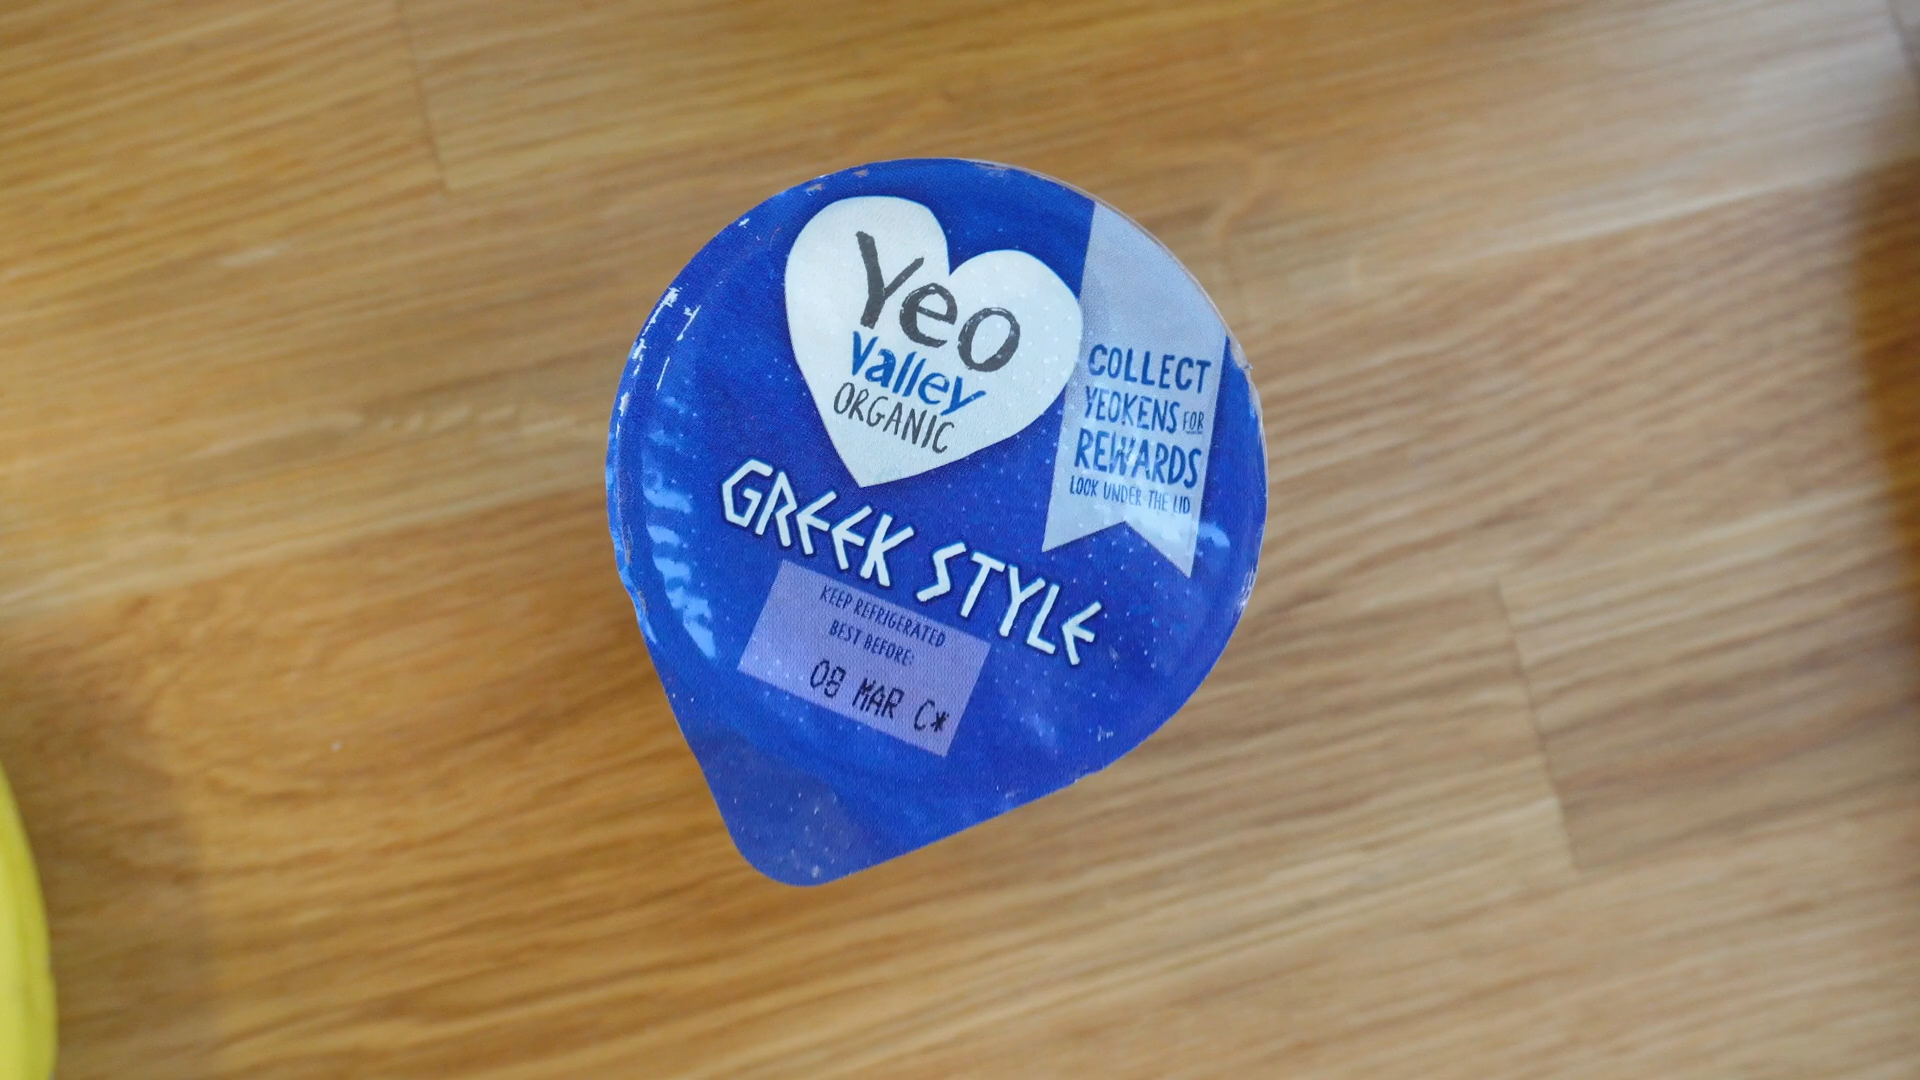 Yeo
Valley
ORGANIC
COLLECT
YEOKENS FOR
REWARDS
LOOK UNDER THE LID
GREEK STYLE
KEEP REFRIGERATED
BEST BEFORE:
08 MAR C*